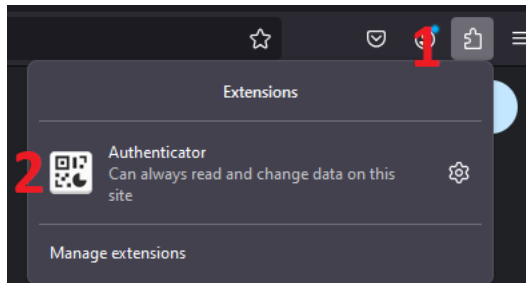 1
Extensions
2
Authenticator
Can always read and change data on this
site
Manage extensions